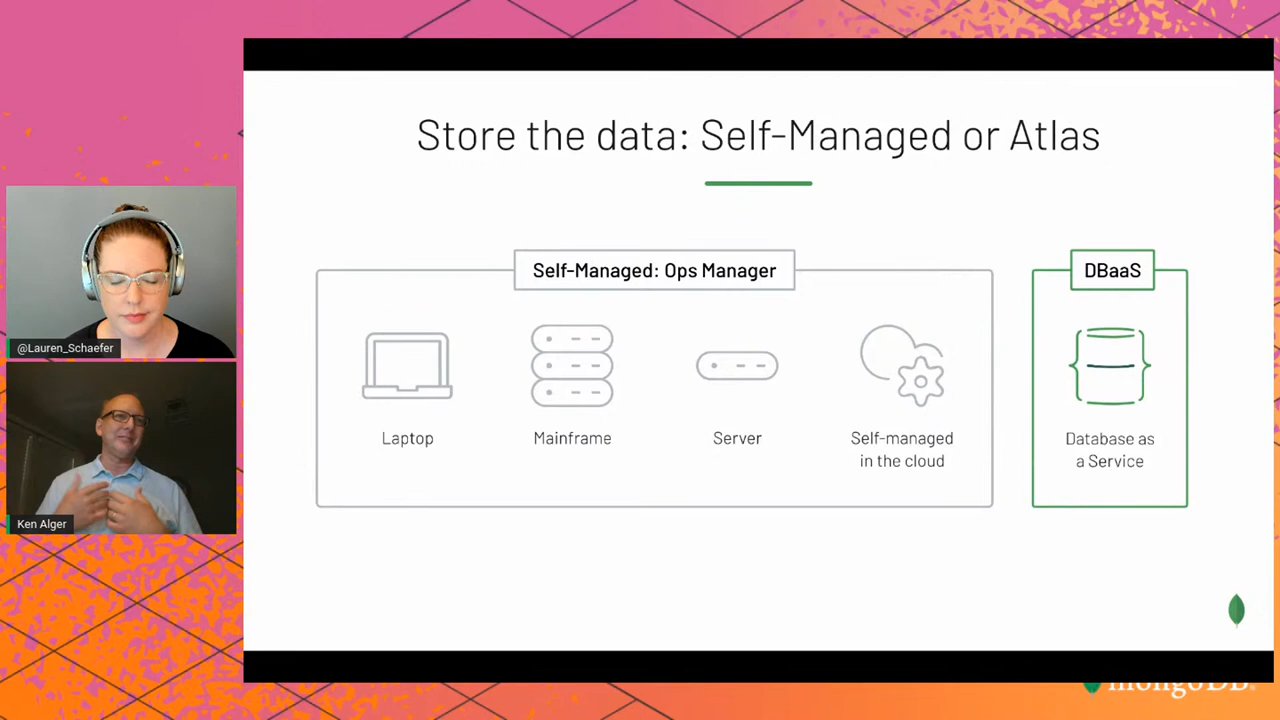 Store the data: Self-Managed or Atlas
Self-Managed: Ops Manager
DBaaS
Laptop
Mainframe
Server
Self-managed
in the cloud
Database as
a Service
@Lauren_Schaefer
Ken Alger
mongoDB.